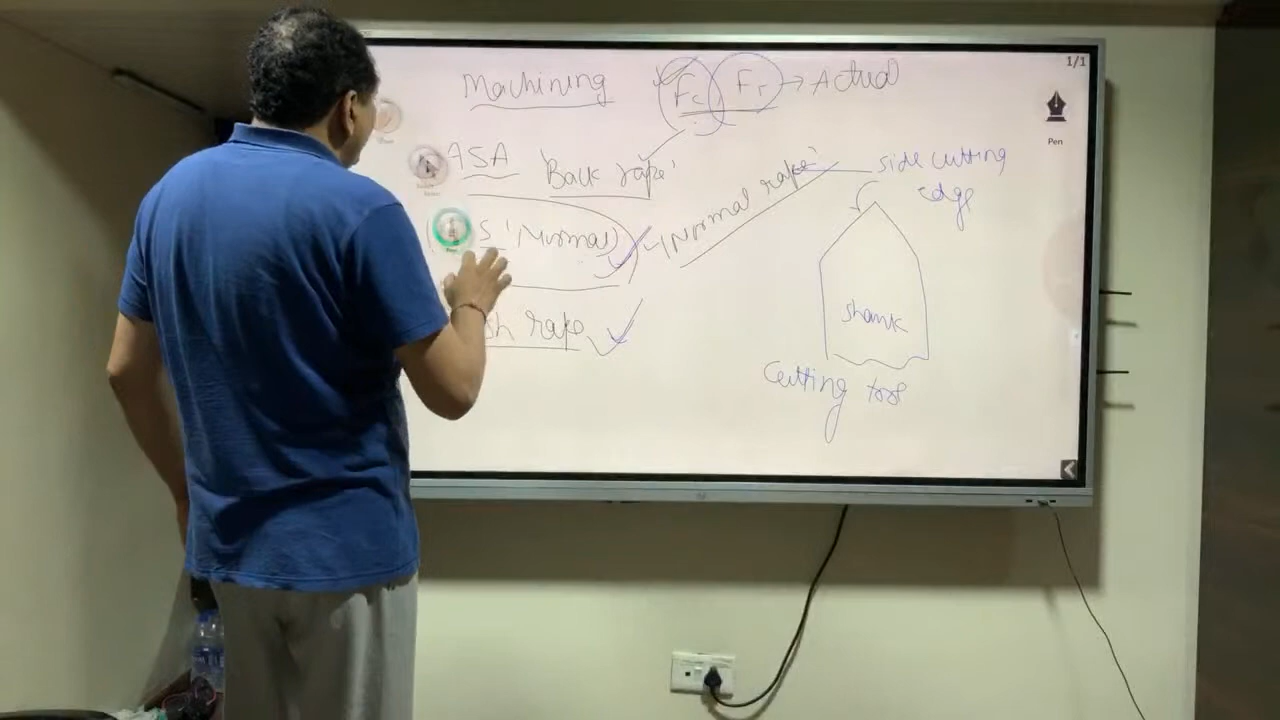 1/1
Machining Fc Fr → Actual
Pen
ASA 'Back rake'
side cutting
edge
'Normal rake'
S 'Normal
sh rake
shank
Cutting tool